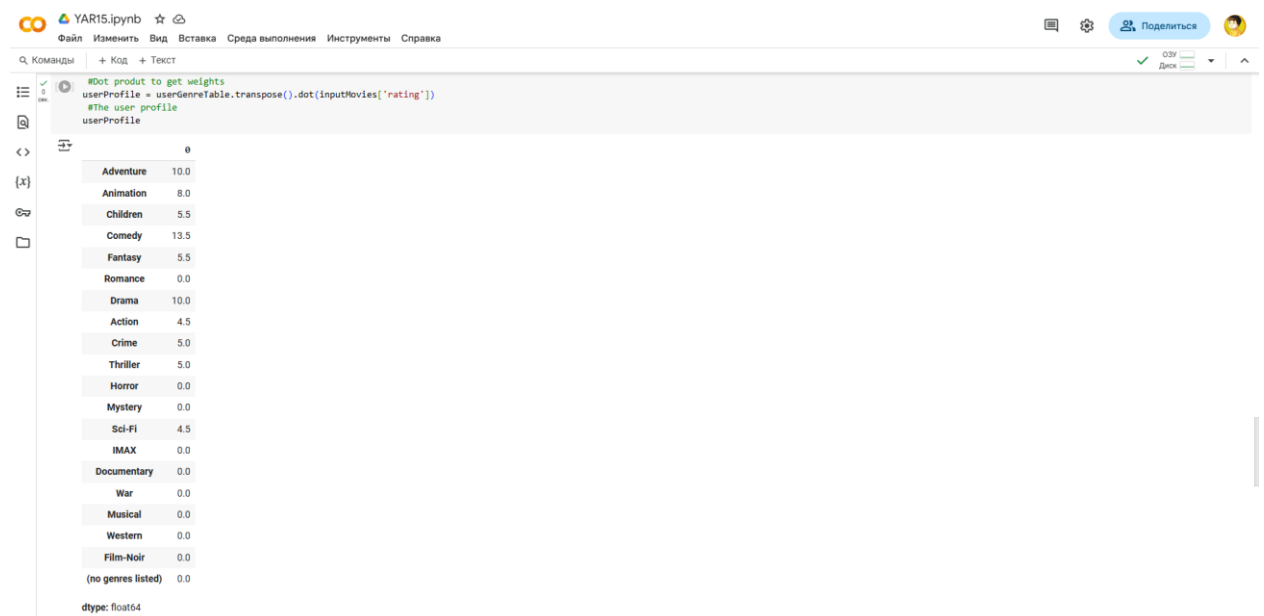 YAR15.ipynb
Файл Изменить Вид Вставка Среда выполнения Инструменты Справка
Поделиться
Команды + Код + Текст
ОЗУ
Диск
0
сек.
#Dot produt to get weights
userProfile = userGenreTable.transpose().dot(inputMovies['rating'])
#The user profile
userProfile
0
Adventure 10.0
Animation 8.0
Children 5.5
Comedy 13.5
Fantasy 5.5
Romance 0.0
Drama 10.0
Action 4.5
Crime 5.0
Thriller 5.0
Horror 0.0
Mystery 0.0
Sci-Fi 4.5
IMAX 0.0
Documentary 0.0
War 0.0
Musical 0.0
Western 0.0
Film-Noir 0.0
(no genres listed) 0.0
dtype: float64